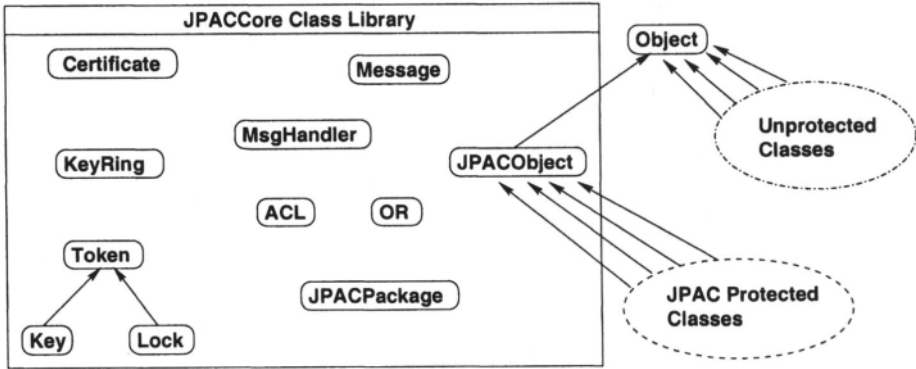 JPACCore Class Library
Object
Certificate
Message
Unprotected
Classes
MsgHandler
KeyRing
JPACObject
ACL
OR
Token
JPACPackage
JPAC Protected
Classes
Key
Lock